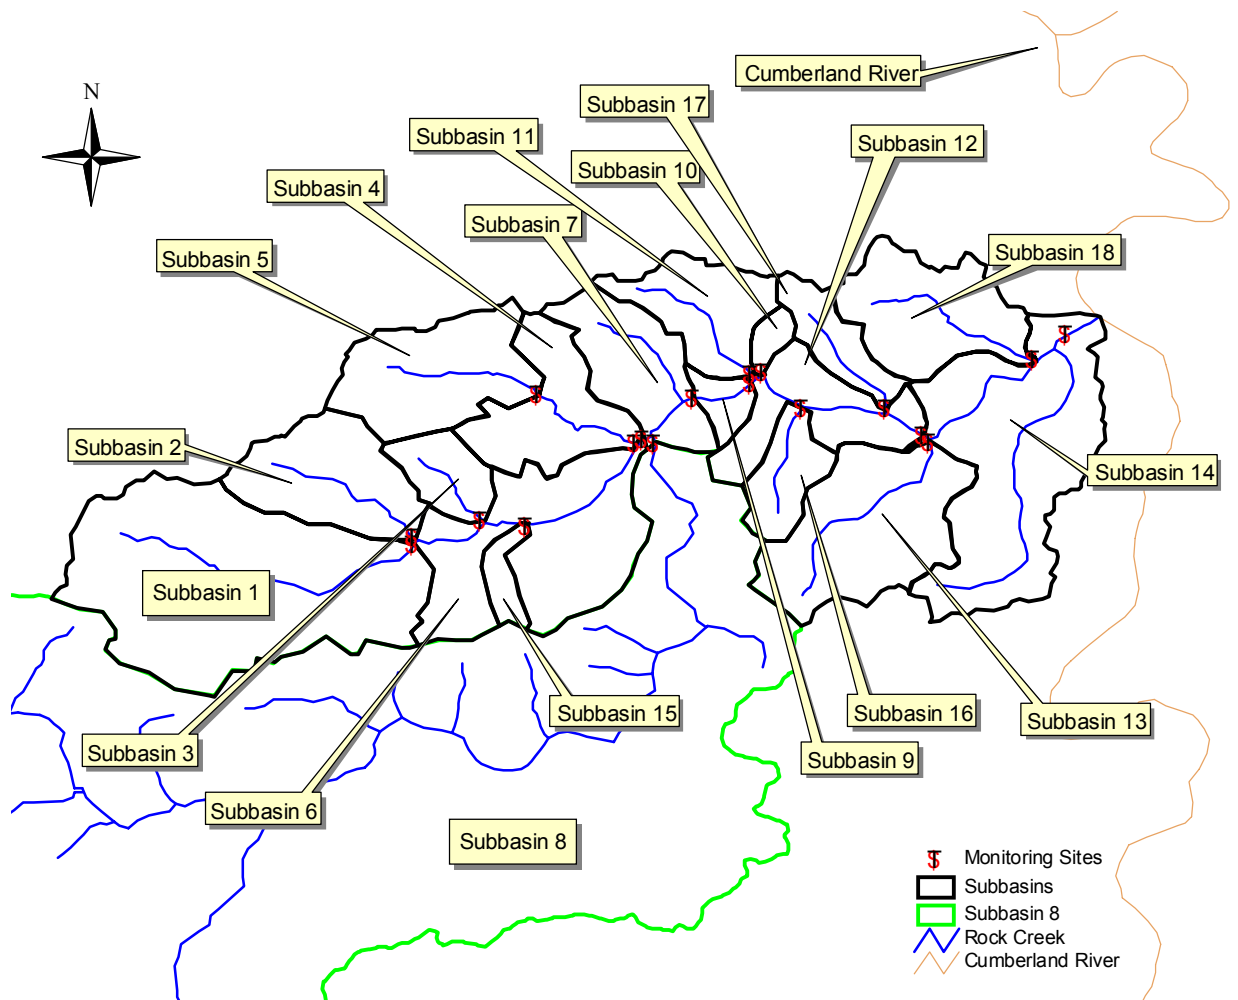 Cumberland River
N
Subbasin 17
Subbasin 11
Subbasin 12
Subbasin 10
Subbasin 4
Subbasin 7
Subbasin 5
Subbasin 18
Subbasin 2
Subbasin 14
Subbasin 1
Subbasin 15
Subbasin 16
Subbasin 13
Subbasin 3
Subbasin 9
Subbasin 6
Subbasin 8
Monitoring Sites
Subbasins
Subbasin 8
Rock Creek
Cumberland River